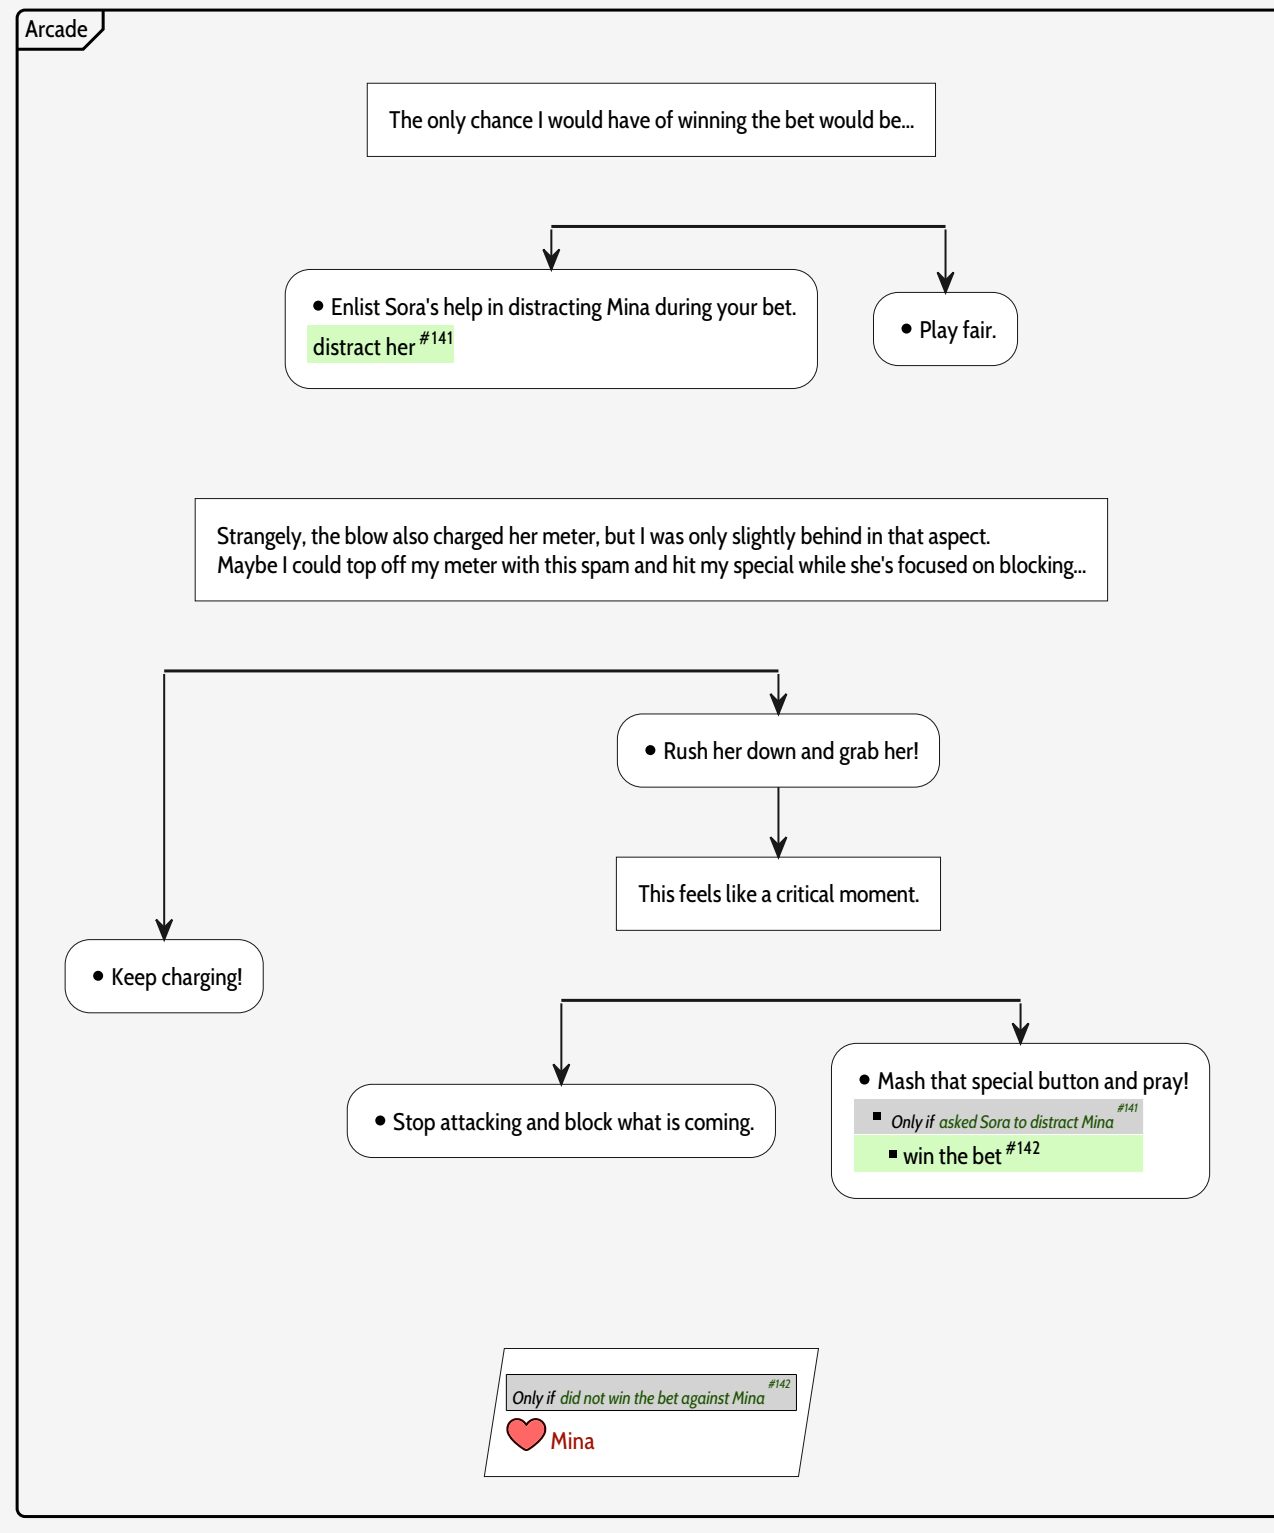 Arcade
The only chance I would have of winning the bet would be...
• Enlist Sora's help in distracting Mina during your bet.
distract her #141
• Play fair.
Strangely, the blow also charged her meter, but I was only slightly behind in that aspect.
Maybe I could top off my meter with this spam and hit my special while she's focused on blocking...
• Rush her down and grab her!
This feels like a critical moment.
• Keep charging!
• Stop attacking and block what is coming.
• Mash that special button and pray!
▪ Only if asked Sora to distract Mina #141
▪ win the bet #142
Only if did not win the bet against Mina #142
Mina